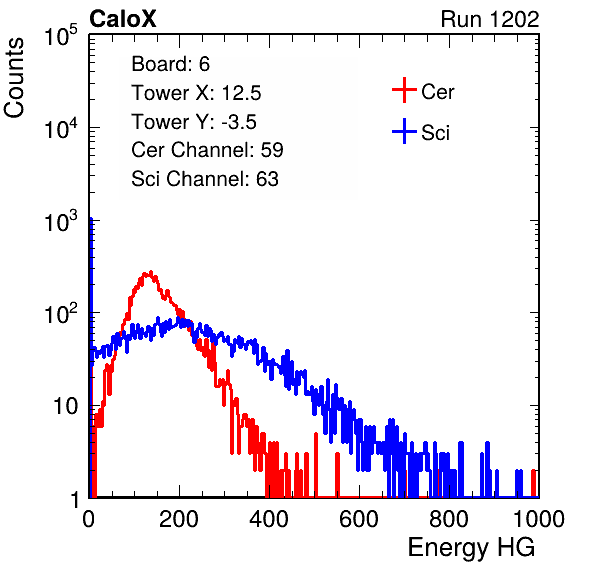 CaloX Run 1202
Counts
Board: 6
Tower X: 12.5
Tower Y: -3.5
Cer Channel: 59
Sci Channel: 63
Cer
Sci
10^5
10^4
10^3
10^2
10
1
0 200 400 600 800 1000
Energy HG